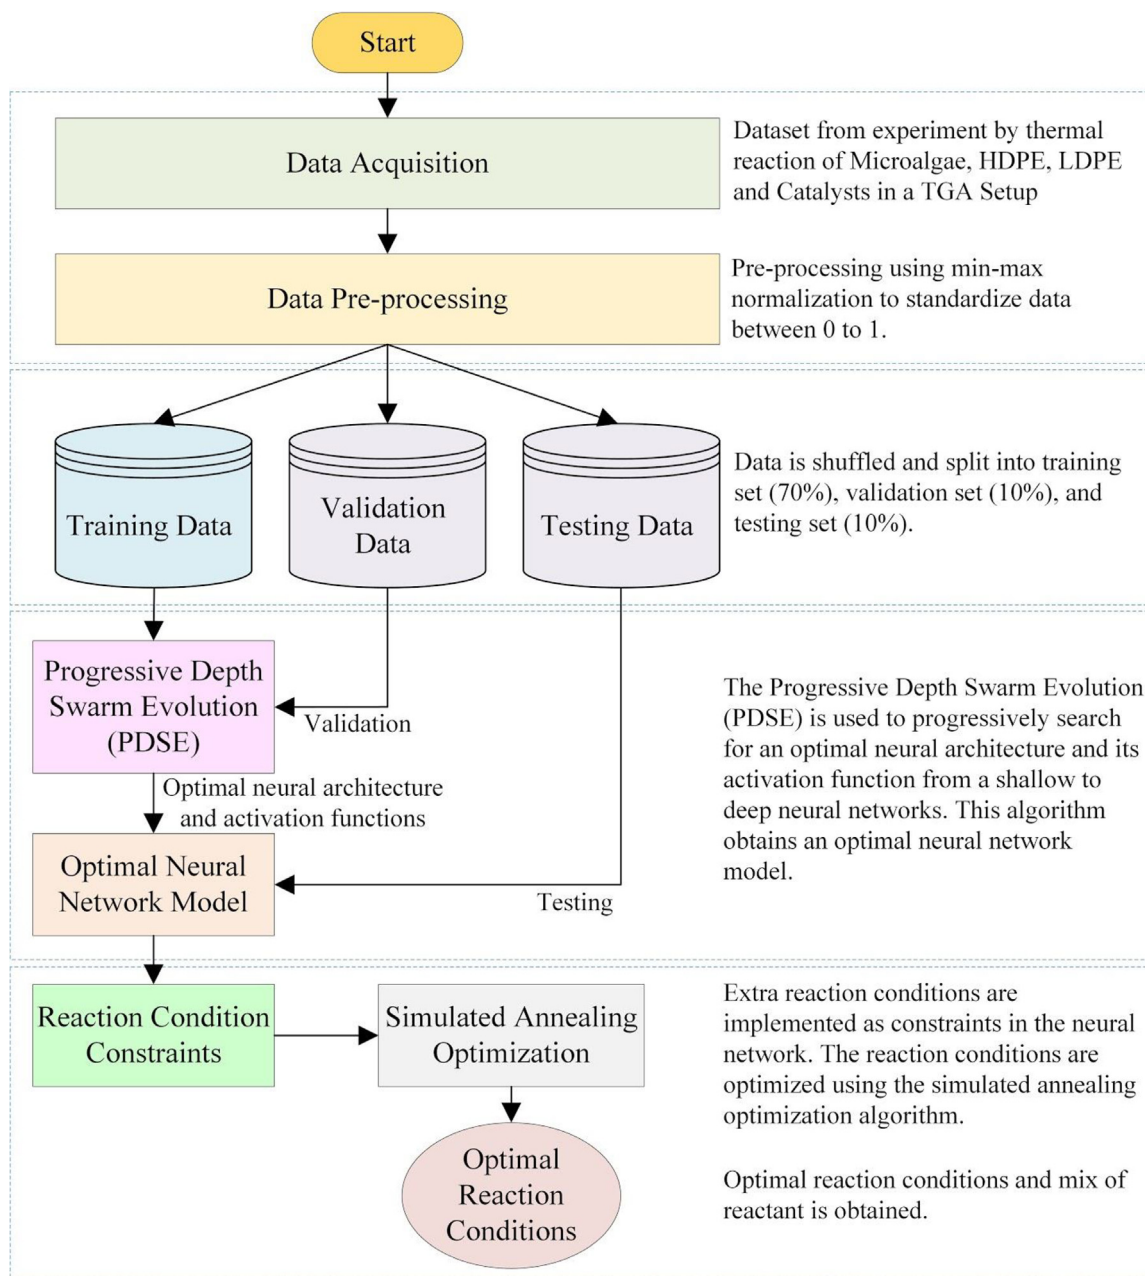 Start
Data Acquisition
Dataset from experiment by thermal
reaction of Microalgae, HDPE, LDPE
and Catalysts in a TGA Setup
Data Pre-processing
Pre-processing using min-max
normalization to standardize data
between 0 to 1.
Training Data
Validation
Data
Testing Data
Data is shuffled and split into training
set (70%), validation set (10%), and
testing set (10%).
Progressive Depth
Swarm Evolution
(PDSE)
Validation
Optimal neural architecture
and activation functions
Optimal Neural
Network Model
Testing
The Progressive Depth Swarm Evolution
(PDSE) is used to progressively search
for an optimal neural architecture and its
activation function from a shallow to
deep neural networks. This algorithm
obtains an optimal neural network
model.
Reaction Condition
Constraints
Simulated Annealing
Optimization
Optimal
Reaction
Conditions
Extra reaction conditions are
implemented as constraints in the neural
network. The reaction conditions are
optimized using the simulated annealing
optimization algorithm.
Optimal reaction conditions and mix of
reactant is obtained.